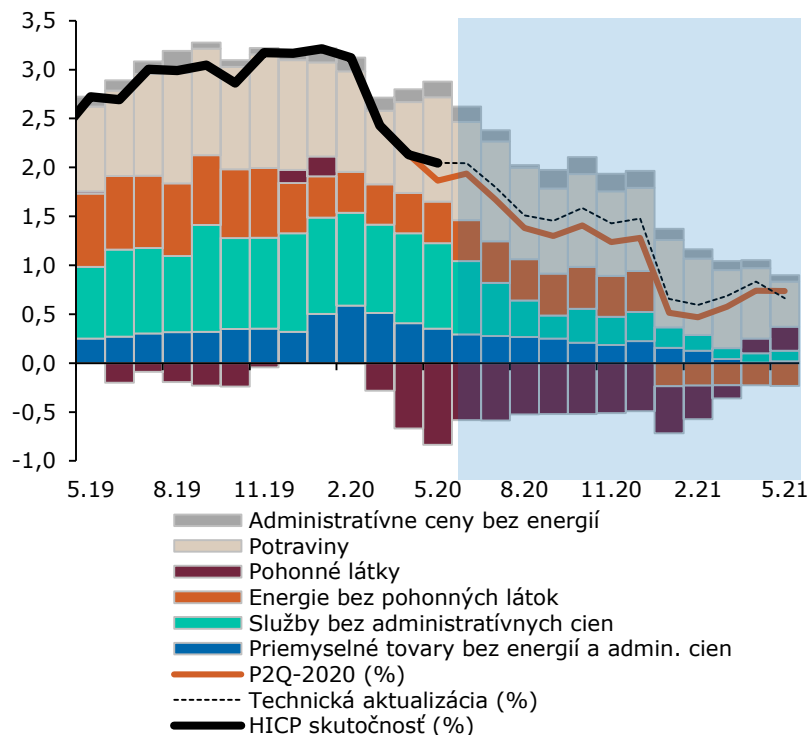 3,5
3,0
2,5
2,0
1,5
1,0
0,5
0,0
-0,5
-1,0
5.19 8.19 11.19 2.20 5.20 8.20 11.20 2.21 5.21
Administratívne ceny bez energií
Potraviny
Pohonné látky
Energie bez pohonných látok
Služby bez administratívnych cien
Priemyselné tovary bez energií a admin. cien
P2Q-2020 (%)
Technická aktualizácia (%)
HICP skutočnosť (%)